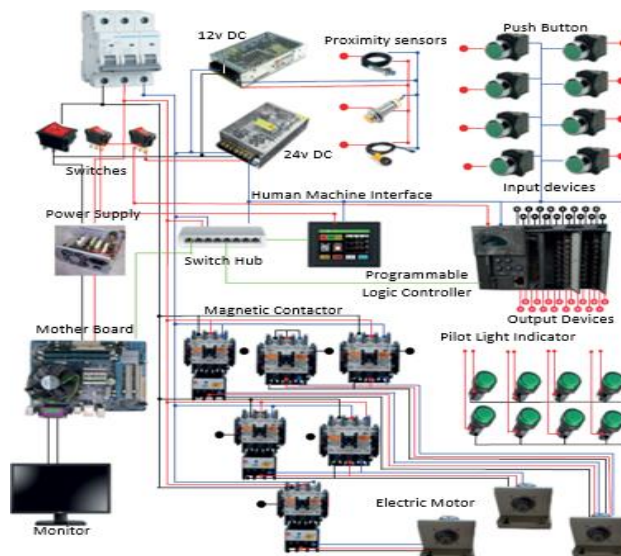 12v DC
Proximity sensors
Push Button
24v DC
Switches
Input devices
Human Machine Interface
Power Supply
Switch Hub
Programmable
Logic Controller
Magnetic Contactor
Output Devices
Mother Board
Pilot Light Indicator
Electric Motor
Monitor